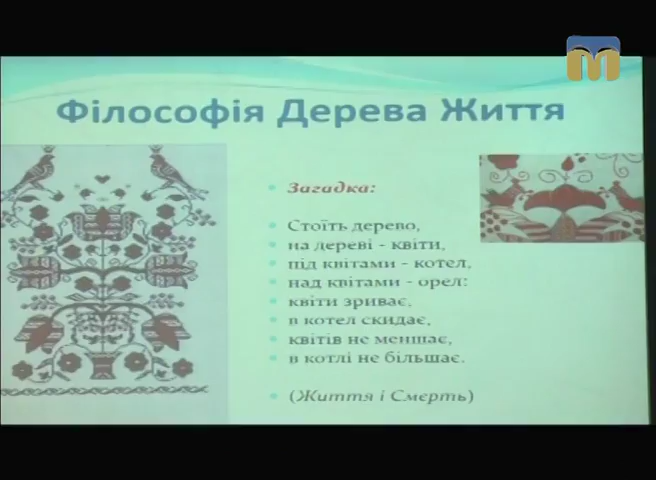 Філософія Дерева Життя
Загадка:
Стоїть дерево,
на дереві - квіти,
під квітами - котел,
над квітами - орел:
квіти зриває,
в котел скидає,
квітів не меншає,
в котлі не більшає.
(Життя і Смерть)